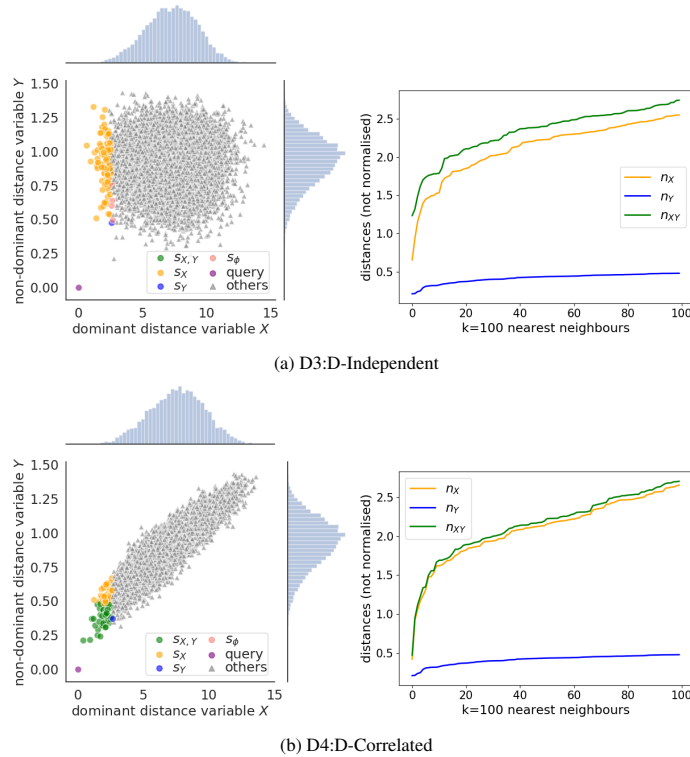 1.50
1.25
1.00
0.75
0.50
0.25
0.00
non-dominant distance variable Y
s_{X,Y}
s_X
s_Y
s_ϕ
query
others
0
5
10
15
dominant distance variable X
distances (not normalised)
2.5
2.0
1.5
1.0
0.5
n_X
n_Y
n_{XY}
0
20
40
60
80
100
k=100 nearest neighbours
(a) D3:D-Independent
1.50
1.25
1.00
0.75
0.50
0.25
0.00
non-dominant distance variable Y
s_{X,Y}
s_X
s_Y
s_ϕ
query
others
0
5
10
15
dominant distance variable X
distances (not normalised)
2.5
2.0
1.5
1.0
0.5
n_X
n_Y
n_{XY}
0
20
40
60
80
100
k=100 nearest neighbours
(b) D4:D-Correlated